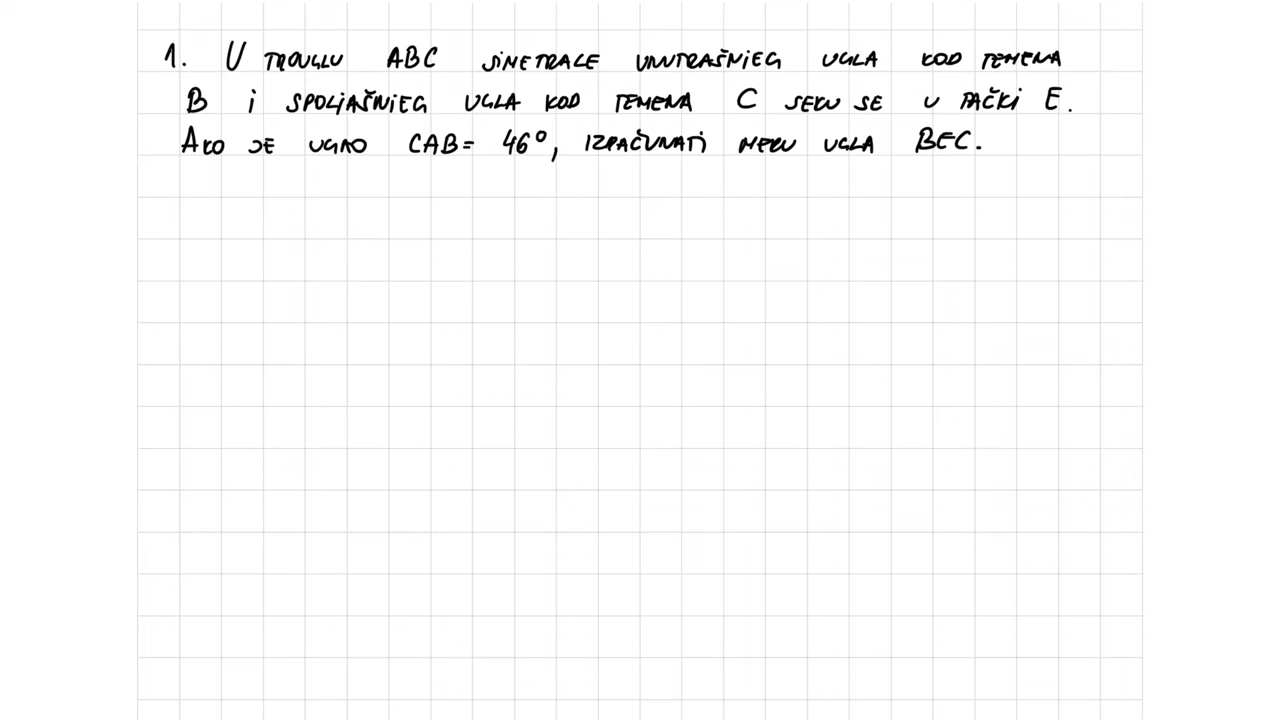 1. U TROUGLU ABC SIMETRALE UNUTRAŠNJEG UGLA KOD TEMENA
B I SPOLJAŠNJEG UGLA KOD TEMENA C SEKU SE U TAČKI E.
AKO JE UGAO CAB = 46°, IZRAČUNATI MERU UGLA BEC.